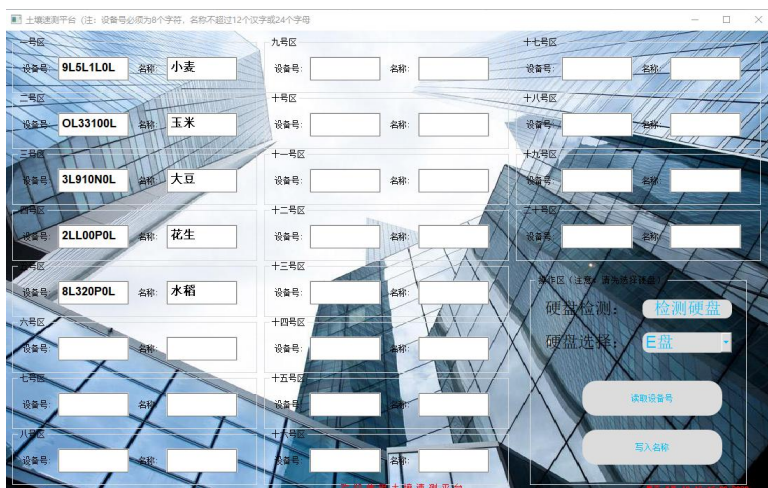 土壤速测平台（注：设备号必须为8个字符，名称不超过12个汉字或24个字母
一号区
设备号: 9L5L1L0L 名称: 小麦
二号区
设备号: OL33100L 名称: 玉米
三号区
设备号: 3L910N0L 名称: 大豆
四号区
设备号: 2LL00P0L 名称: 花生
设备号: 8L320P0L 名称: 水稻
六号区
设备号: 名称:
七号区
设备号: 名称:
八号区
设备号: 名称:
九号区
设备号: 名称:
十号区
设备号: 名称:
十一号区
设备号: 名称:
十二号区
设备号: 名称:
十三号区
设备号: 名称:
十四号区
设备号: 名称:
十五号区
设备号: 名称:
十六号区
设备号: 名称:
十七号区
设备号: 名称:
十八号区
设备号: 名称:
十九号区
设备号: 名称:
二十号区
设备号: 名称:
操作区（注意：请先选择硬盘）
硬盘检测： 检测硬盘
硬盘选择： E盘
读取设备号
写入名称